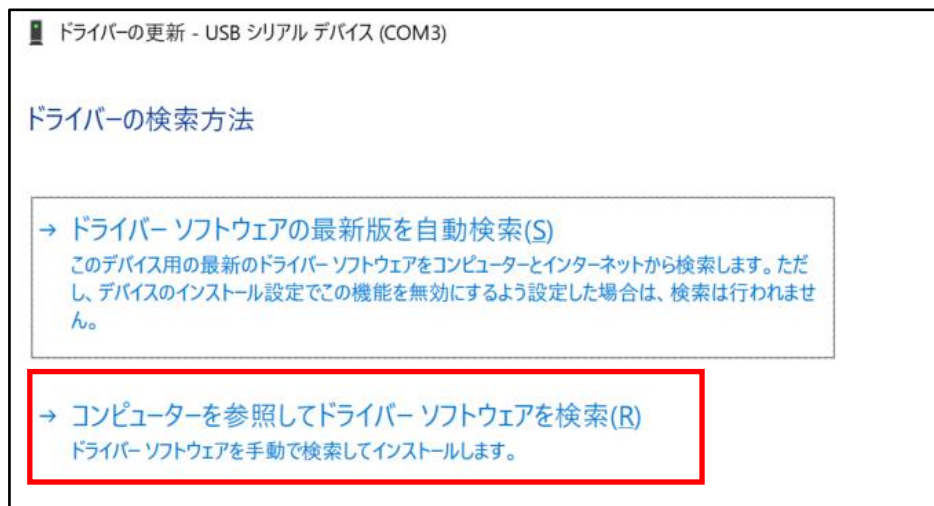 ドライバーの更新 - USB シリアル デバイス (COM3)
ドライバーの検索方法
→ ドライバー ソフトウェアの最新版を自動検索(S)
このデバイス用の最新のドライバー ソフトウェアをコンピューターとインターネットから検索します。ただ
し、デバイスのインストール設定でこの機能を無効にするよう設定した場合は、検索は行われませ
ん。
→ コンピューターを参照してドライバー ソフトウェアを検索(R)
ドライバー ソフトウェアを手動で検索してインストールします。